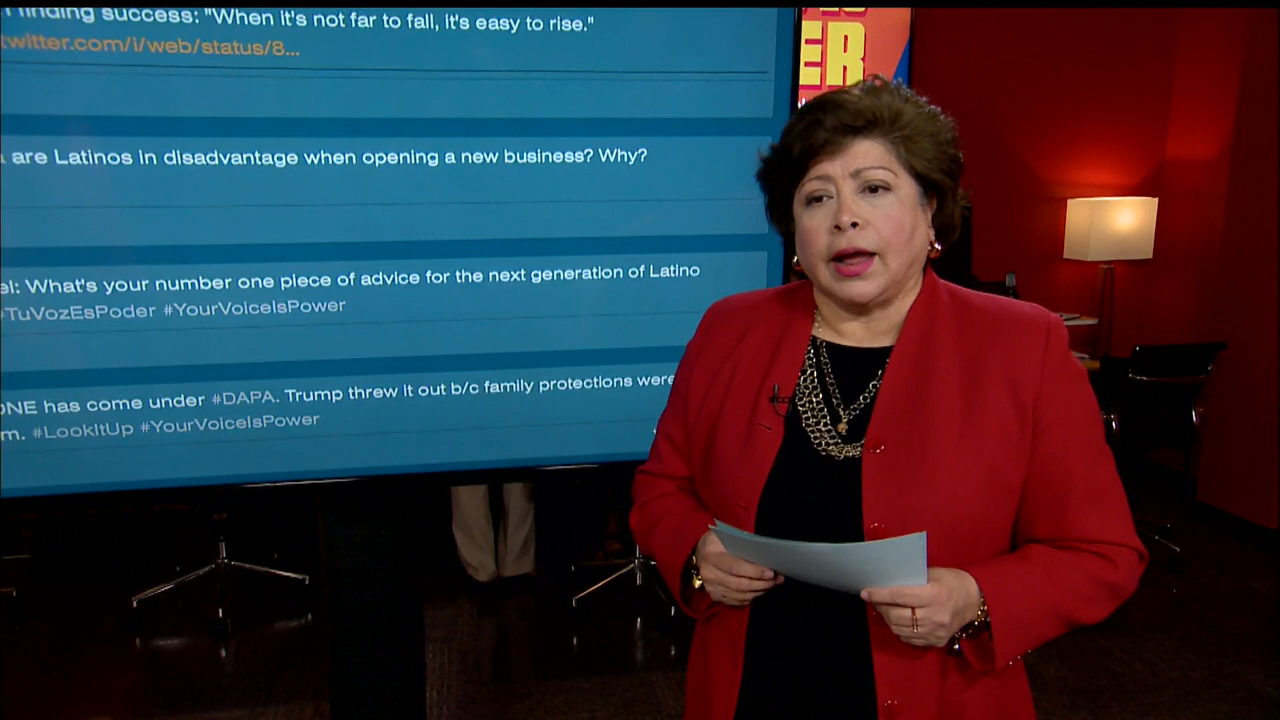 finding success: "When it's not far to fall, it's easy to rise."
twitter.com/i/web/status/8...
ER
are Latinos in disadvantage when opening a new business? Why?
What's your number one piece of advice for the next generation of Latino
#TuVozEsPoder #YourVoiceIsPower
has come under #DAPA. Trump threw it out b/c family protections were
#LookItUp #YourVoiceIsPower